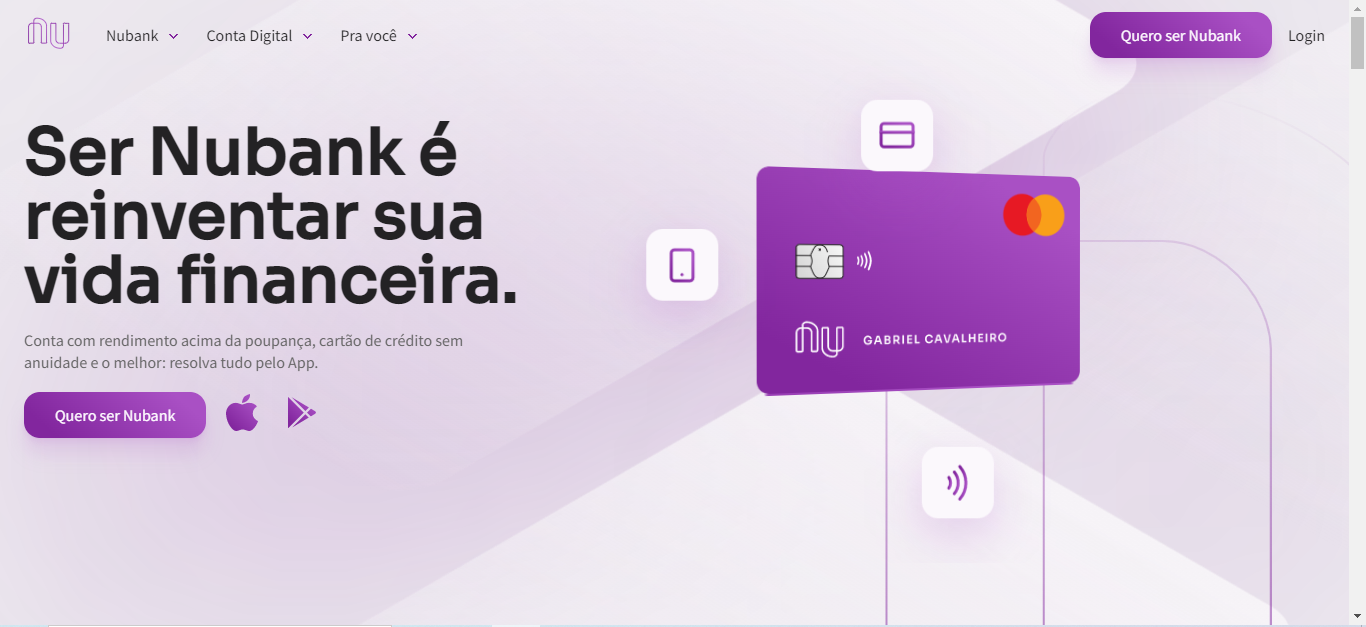 nu
Nubank
Conta Digital
Pra você
Quero ser Nubank
Login
Ser Nubank é
reinventar sua
vida financeira.
Conta com rendimento acima da poupança, cartão de crédito sem
anuidade e o melhor: resolva tudo pelo App.
Quero ser Nubank
nu
GABRIEL CAVALHEIRO